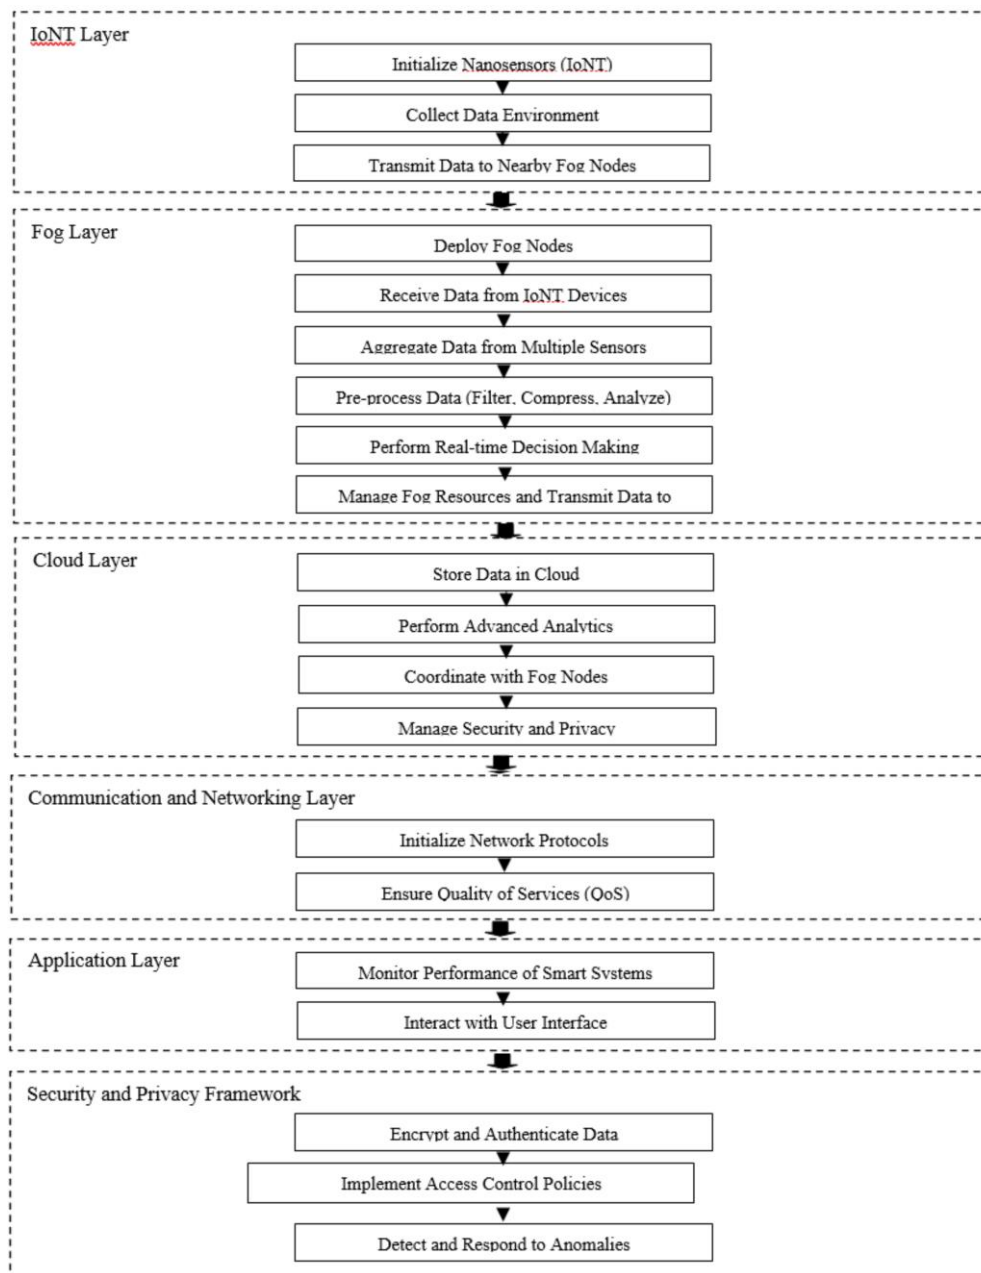 IoNT Layer
Initialize Nanosensors (IoNT)
Collect Data Environment
Transmit Data to Nearby Fog Nodes
Fog Layer
Deploy Fog Nodes
Receive Data from IoNT Devices
Aggregate Data from Multiple Sensors
Pre-process Data (Filter, Compress, Analyze)
Perform Real-time Decision Making
Manage Fog Resources and Transmit Data to
Cloud Layer
Store Data in Cloud
Perform Advanced Analytics
Coordinate with Fog Nodes
Manage Security and Privacy
Communication and Networking Layer
Initialize Network Protocols
Ensure Quality of Services (QoS)
Application Layer
Monitor Performance of Smart Systems
Interact with User Interface
Security and Privacy Framework
Encrypt and Authenticate Data
Implement Access Control Policies
Detect and Respond to Anomalies